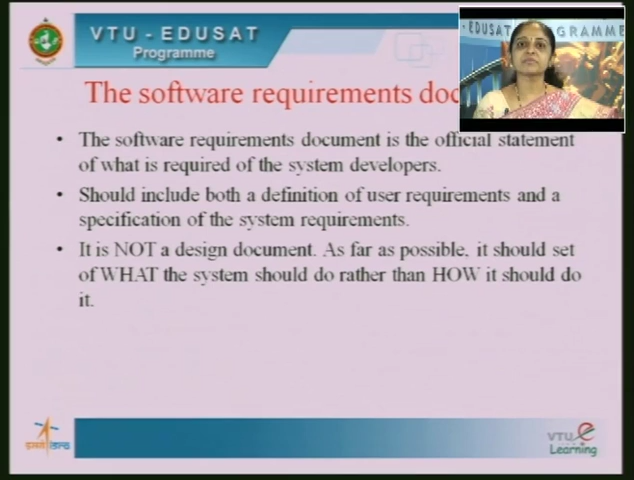 VTU - EDUSAT
Programme
- EDUSAT PROGRAMME
The software requirements doc
• The software requirements document is the official statement
of what is required of the system developers.
• Should include both a definition of user requirements and a
specification of the system requirements.
• It is NOT a design document. As far as possible, it should set
of WHAT the system should do rather than HOW it should do
it.
VTU e
Learning